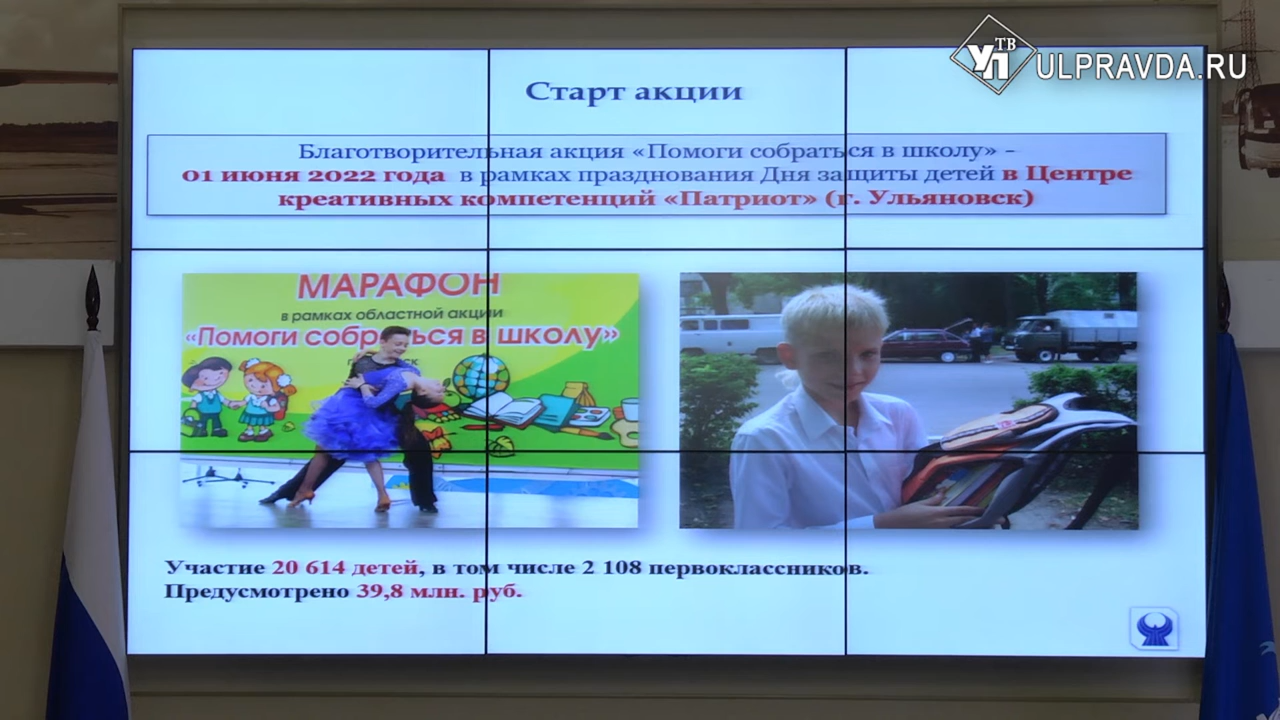 УП ТВ
ULPRAVDA.RU
Старт акции
Благотворительная акция «Помоги собраться в школу» -
01 июня 2022 года в рамках празднования Дня защиты детей в Центре
креативных компетенций «Патриот» (г. Ульяновск)
МАРАФОН
в рамках областной акции
«Помоги собраться в школу»
Участие 20 614 детей, в том числе 2 108 первоклассников.
Предусмотрено 39,8 млн. руб.